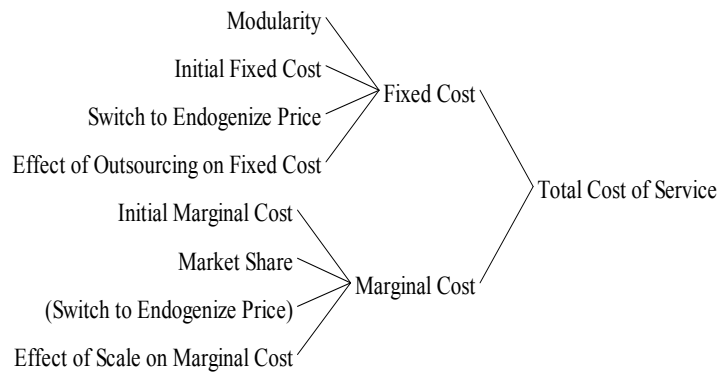 Modularity
Initial Fixed Cost
Switch to Endogenize Price
Effect of Outsourcing on Fixed Cost
Fixed Cost
Initial Marginal Cost
Market Share
(Switch to Endogenize Price)
Effect of Scale on Marginal Cost
Marginal Cost
Total Cost of Service